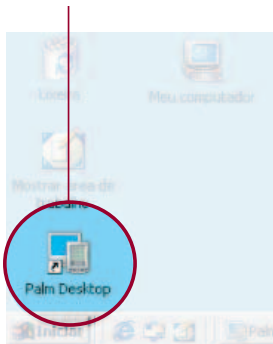 Lixeira
Meu computador
Mostrar área de
trabalho
Palm Desktop
Iniciar
Palm